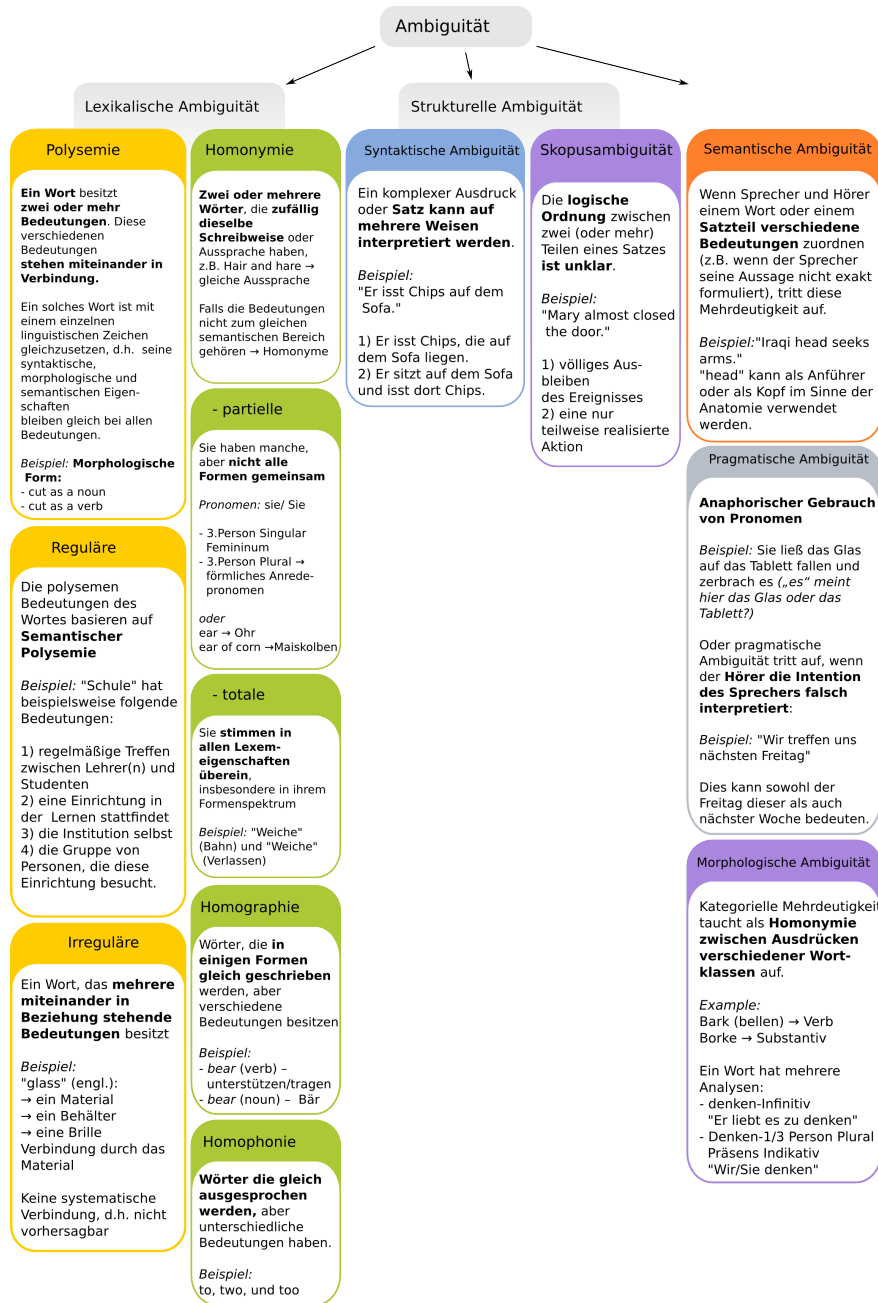 Ambiguität
Lexikalische Ambiguität
Strukturelle Ambiguität
Polysemie
Ein Wort besitzt
zwei oder mehr
Bedeutungen. Diese
verschiedenen
Bedeutungen
stehen miteinander in
Verbindung.
Ein solches Wort ist mit
einem einzelnen
linguistischen Zeichen
gleichzusetzen, d.h. seine
syntaktische,
morphologische und
semantischen Eigen-
schaften
bleiben gleich bei allen
Bedeutungen.
Beispiel: Morphologische
Form:
- cut as a noun
- cut as a verb
Reguläre
Die polysemen
Bedeutungen des
Wortes basieren auf
Semantischer
Polysemie
Beispiel: "Schule" hat
beispielsweise folgende
Bedeutungen:
1) regelmäßige Treffen
zwischen Lehrer(n) und
Studenten
2) eine Einrichtung in
der Lernen stattfindet
3) die Institution selbst
4) die Gruppe von
Personen, die diese
Einrichtung besucht.
Irreguläre
Ein Wort, das mehrere
miteinander in
Beziehung stehende
Bedeutungen besitzt
Beispiel:
"glass" (engl.):
→ ein Material
→ ein Behälter
→ eine Brille
Verbindung durch das
Material
Keine systematische
Verbindung, d.h. nicht
vorhersagbar
Homonymie
Zwei oder mehrere
Wörter, die zufällig
dieselbe
Schreibweise oder
Aussprache haben,
z.B. Hair and hare →
gleiche Aussprache
Falls die Bedeutungen
nicht zum gleichen
semantischen Bereich
gehören → Homonyme
- partielle
Sie haben manche,
aber nicht alle
Formen gemeinsam
Pronomen: sie/ Sie
- 3.Person Singular
Femininum
- 3.Person Plural →
förmliches Anrede-
pronomen
oder
ear → Ohr
ear of corn →Maiskolben
- totale
Sie stimmen in
allen Lexem-
eigenschaften
überein,
insbesondere in ihrem
Formenspektrum
Beispiel: "Weiche"
(Bahn) und "Weiche"
(Verlassen)
Homographie
Wörter, die in
einigen Formen
gleich geschrieben
werden, aber
verschiedene
Bedeutungen besitzen
Beispiel:
- bear (verb) –
unterstützen/tragen
- bear (noun) – Bär
Homophonie
Wörter die gleich
ausgesprochen
werden, aber
unterschiedliche
Bedeutungen haben.
Beispiel:
to, two, und too
Syntaktische Ambiguität
Ein komplexer Ausdruck
oder Satz kann auf
mehrere Weisen
interpretiert werden.
Beispiel:
"Er isst Chips auf dem
Sofa."
1) Er isst Chips, die auf
dem Sofa liegen.
2) Er sitzt auf dem Sofa
und isst dort Chips.
Skopusambiguität
Die logische
Ordnung zwischen
zwei (oder mehr)
Teilen eines Satzes
ist unklar.
Beispiel:
"Mary almost closed
the door."
1) völliges Aus-
bleiben
des Ereignisses
2) eine nur
teilweise realisierte
Aktion
Semantische Ambiguität
Wenn Sprecher und Hörer
einem Wort oder einem
Satzteil verschiedene
Bedeutungen zuordnen
(z.B. wenn der Sprecher
seine Aussage nicht exakt
formuliert), tritt diese
Mehrdeutigkeit auf.
Beispiel:"Iraqi head seeks
arms."
"head" kann als Anführer
oder als Kopf im Sinne der
Anatomie verwendet
werden.
Pragmatische Ambiguität
Anaphorischer Gebrauch
von Pronomen
Beispiel: Sie ließ das Glas
auf das Tablett fallen und
zerbrach es („es“ meint
hier das Glas oder das
Tablett?)
Oder pragmatische
Ambiguität tritt auf, wenn
der Hörer die Intention
des Sprechers falsch
interpretiert:
Beispiel: "Wir treffen uns
nächsten Freitag"
Dies kann sowohl der
Freitag dieser als auch
nächster Woche bedeuten.
Morphologische Ambiguität
Kategorielle Mehrdeutigkeit
taucht als Homonymie
zwischen Ausdrücken
verschiedener Wort-
klassen auf.
Example:
Bark (bellen) → Verb
Borke → Substantiv
Ein Wort hat mehrere
Analysen:
- denken-Infinitiv
"Er liebt es zu denken"
- Denken-1/3 Person Plural
Präsens Indikativ
"Wir/Sie denken"